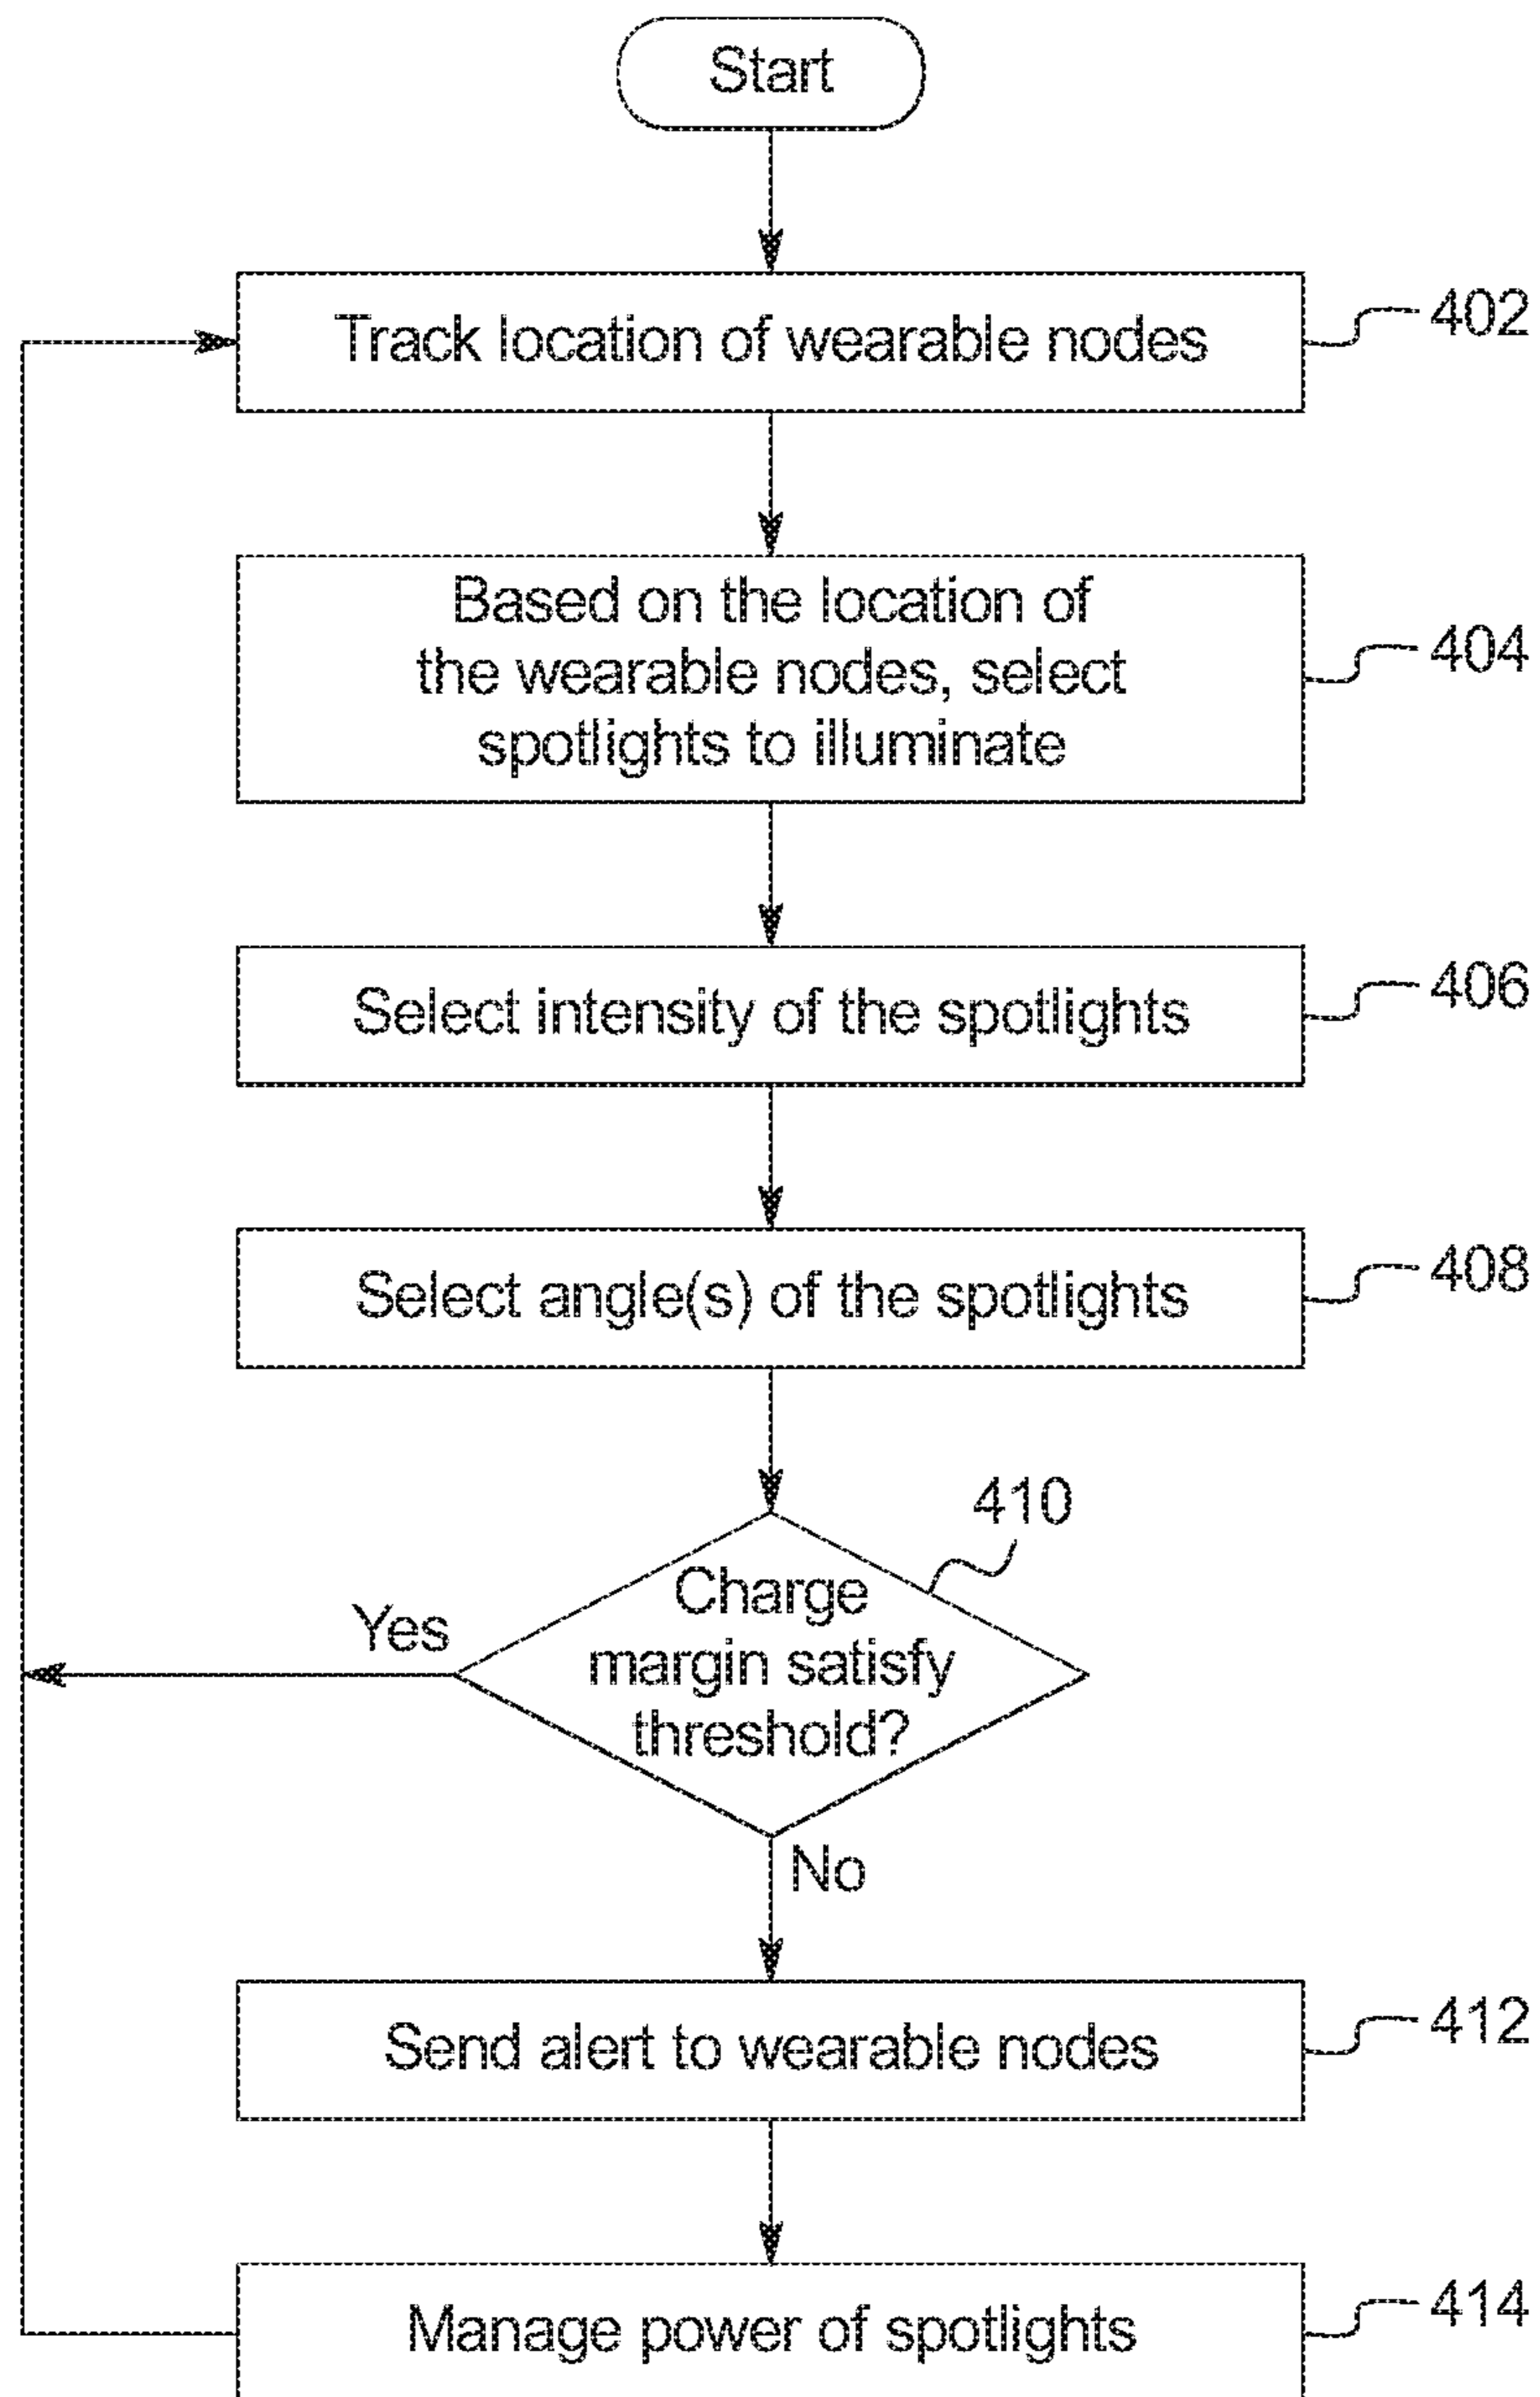 Start
Track location of wearable nodes
402
Based on the location of
the wearable nodes, select
spotlights to illuminate
404
Select intensity of the spotlights
406
Select angle(s) of the spotlights
408
410
Charge
margin satisfy
threshold?
Yes
No
Send alert to wearable nodes
412
Manage power of spotlights
414